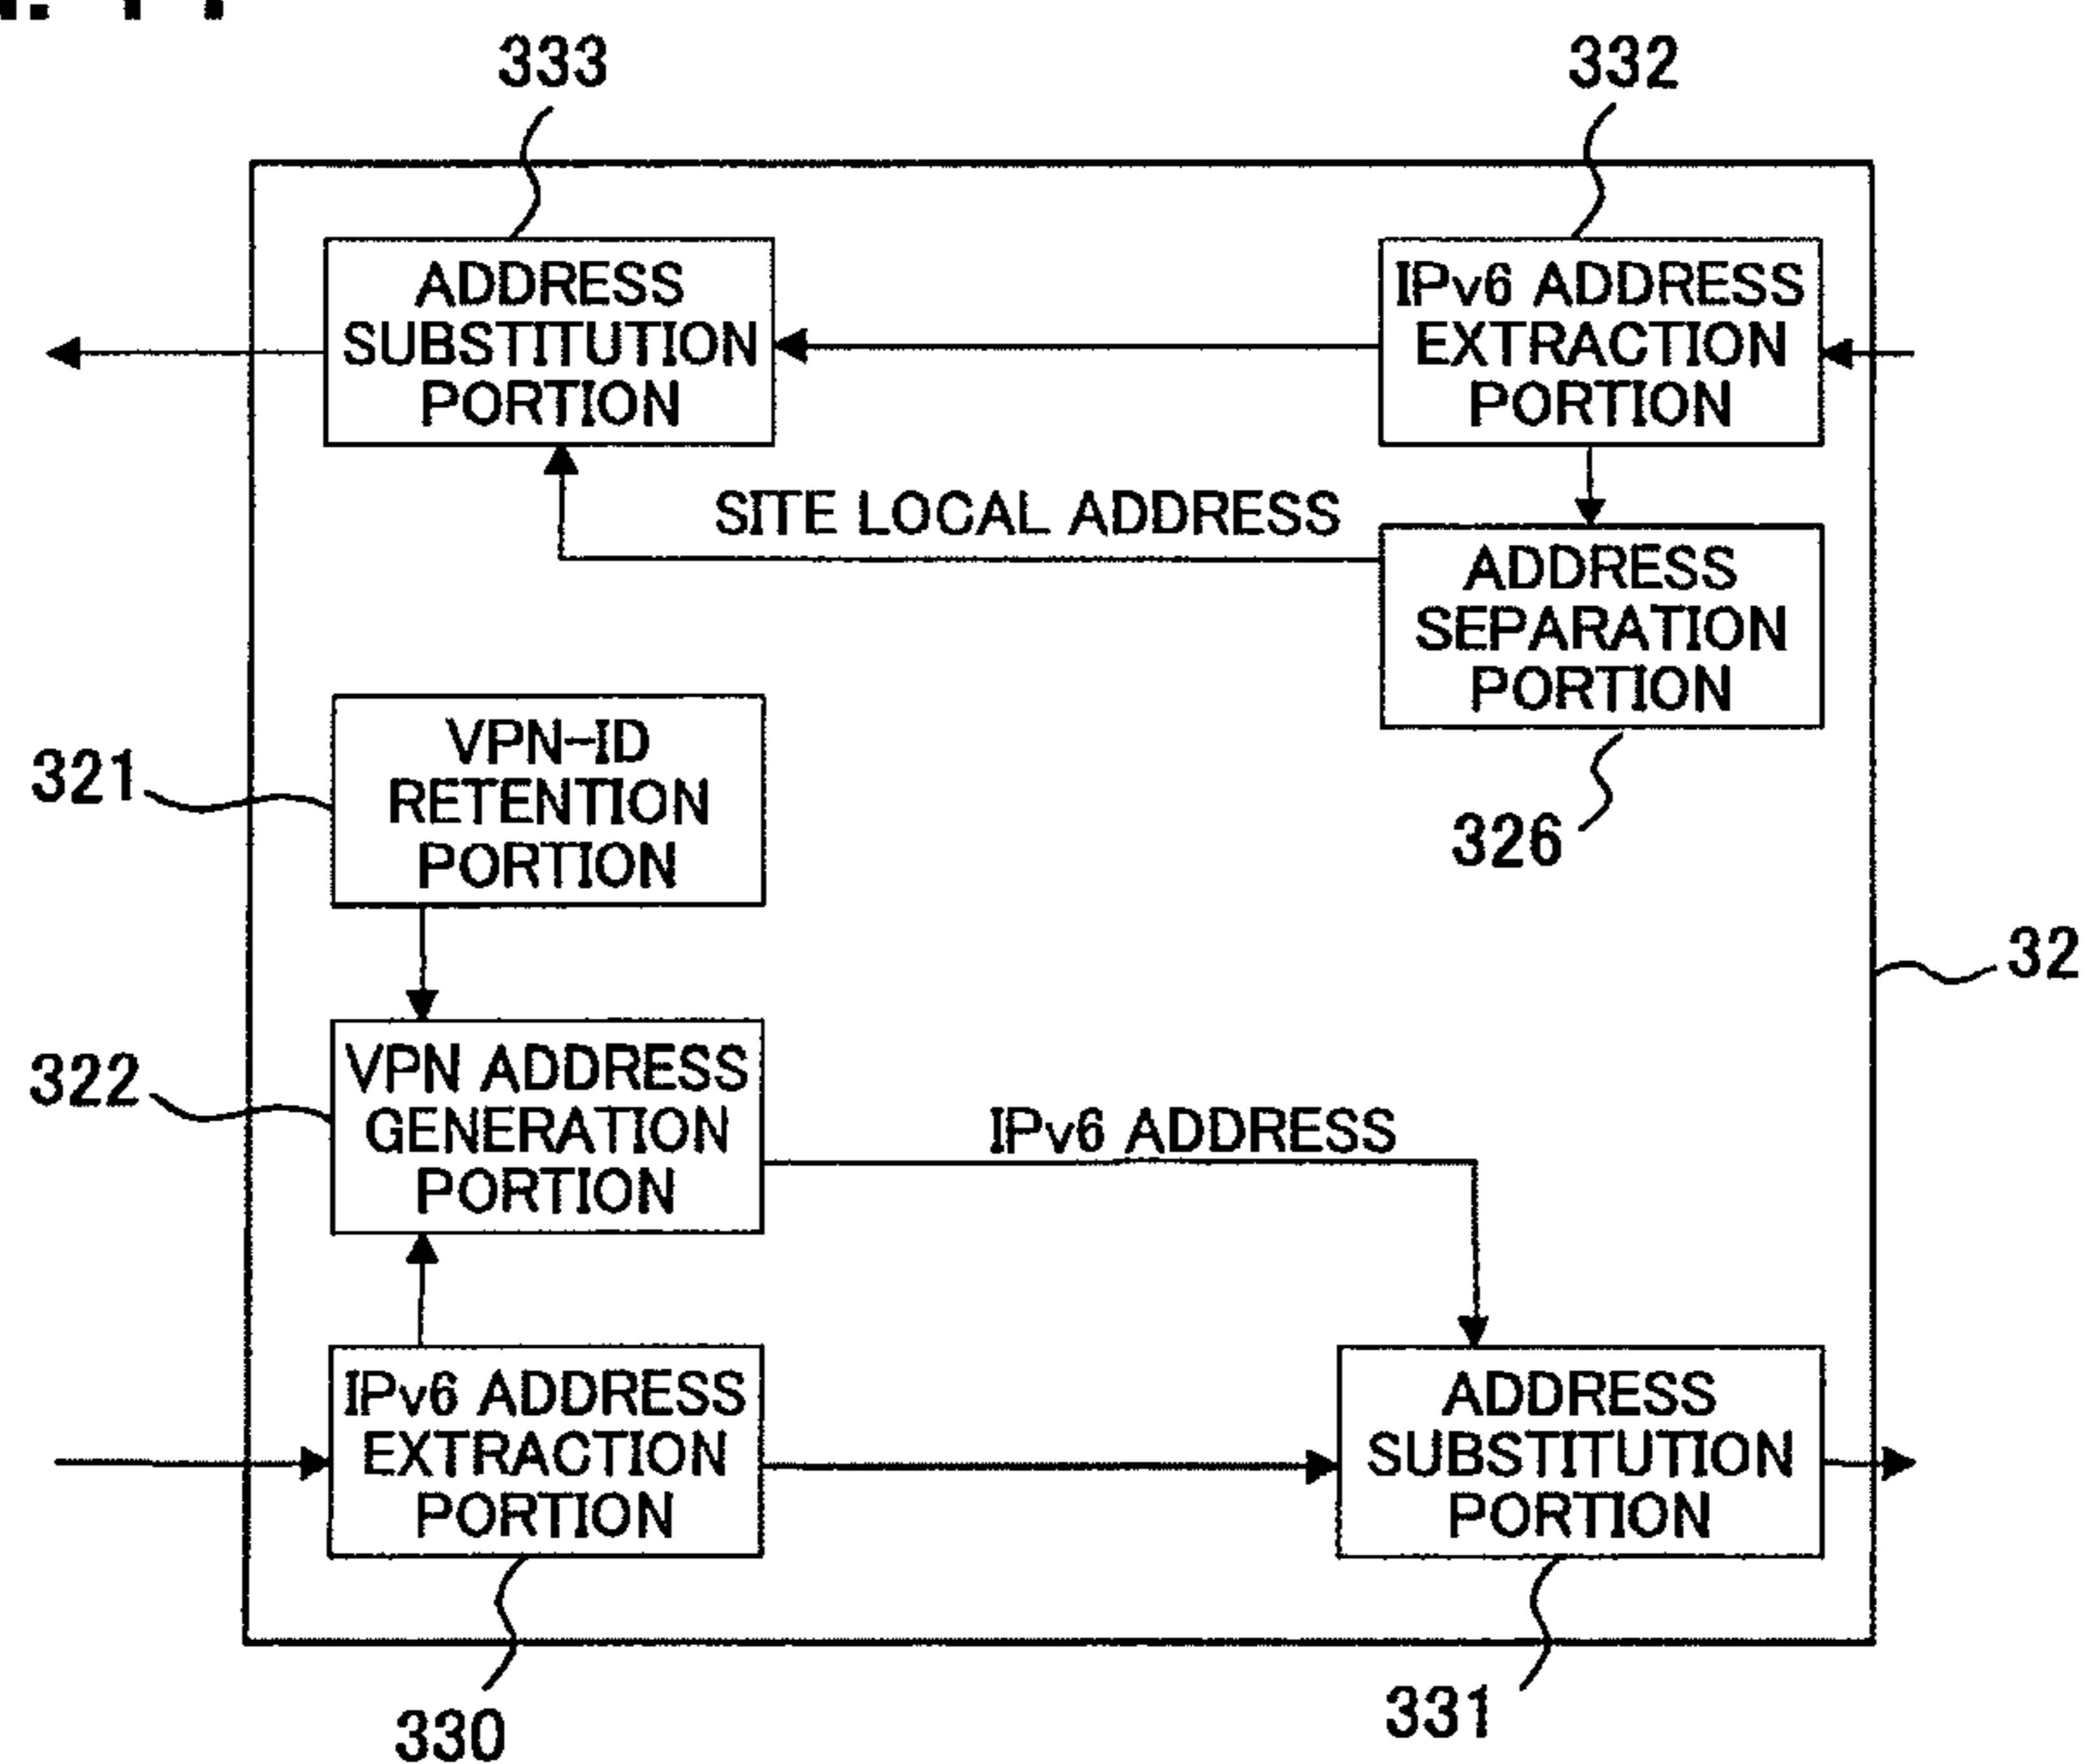 333
332
ADDRESS
SUBSTITUTION
PORTION
IPv6 ADDRESS
EXTRACTION
PORTION
SITE LOCAL ADDRESS
ADDRESS
SEPARATION
PORTION
326
321
VPN-ID
RETENTION
PORTION
32
322
VPN ADDRESS
GENERATION
PORTION
IPv6 ADDRESS
IPv6 ADDRESS
EXTRACTION
PORTION
ADDRESS
SUBSTITUTION
PORTION
330
331